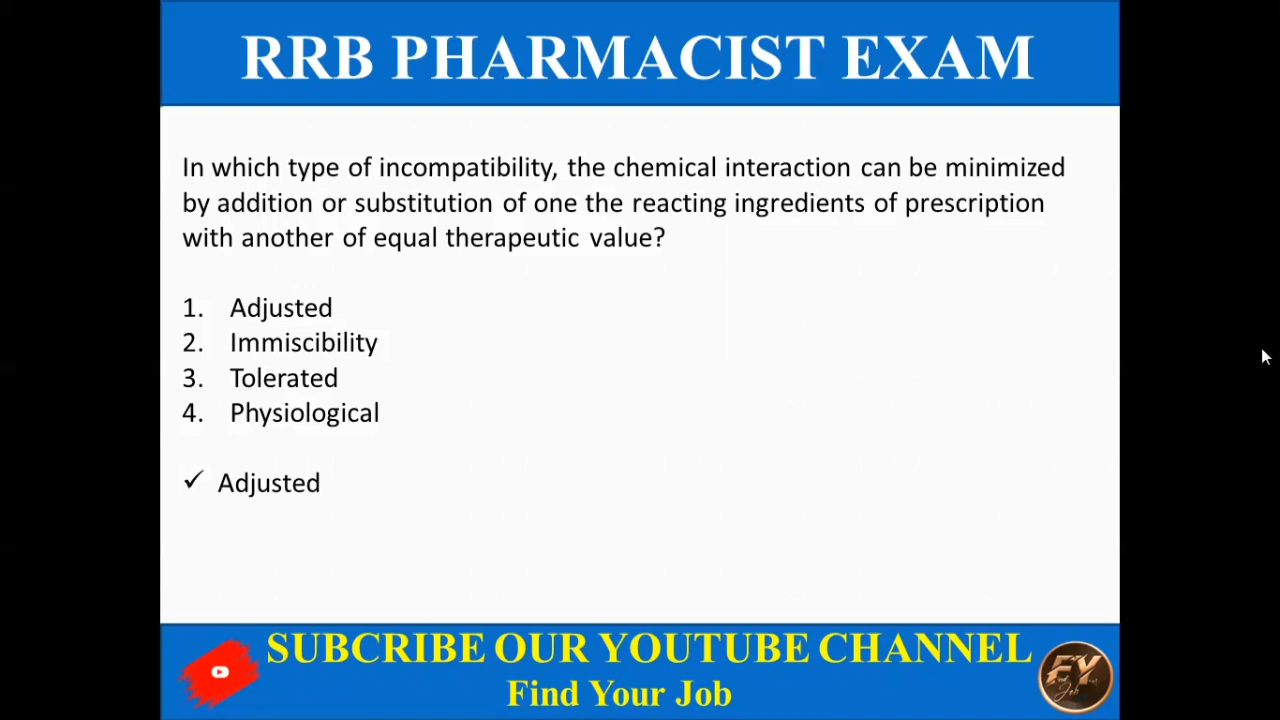 RRB PHARMACIST EXAM
In which type of incompatibility, the chemical interaction can be minimized
by addition or substitution of one the reacting ingredients of prescription
with another of equal therapeutic value?
1. Adjusted
2. Immiscibility
3. Tolerated
4. Physiological
✓ Adjusted
SUBCRIBE OUR YOUTUBE CHANNEL
Find Your Job